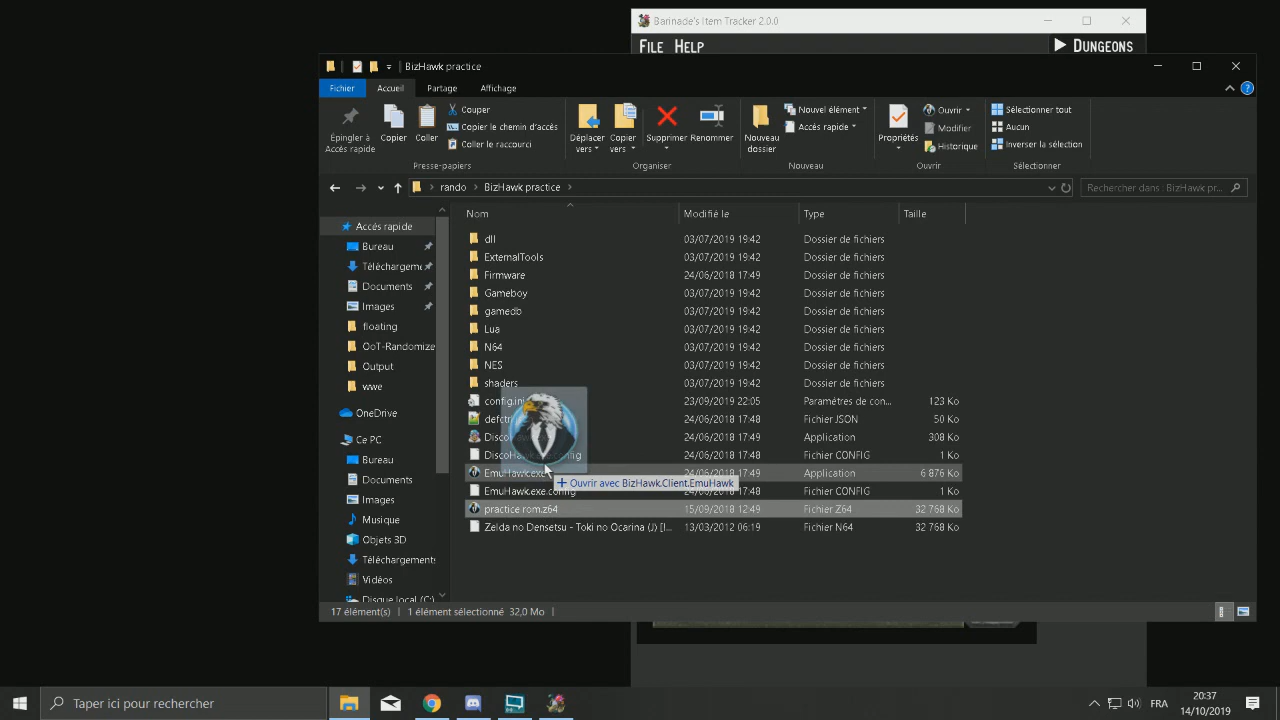 Barinade's Item Tracker 2.0.0
FILE HELP
▶ DUNGEONS
BizHawk practice
Fichier Accueil Partage Affichage
Épingler à Accès rapide
Copier
Coller
Couper
Copier le chemin d'accès
Coller le raccourci
Déplacer vers
Copier vers
Supprimer
Renommer
Nouveau dossier
Nouvel élément
Accès rapide
Propriétés
Ouvrir
Modifier
Historique
Sélectionner tout
Aucun
Inverser la sélection
Presse-papiers Organiser Nouveau Ouvrir Sélectionner
rando > BizHawk practice >
Rechercher dans : BizHawk pr...
Accès rapide
Bureau
Documents
Images
floating
OoT-Randomize
Output
wwe
OneDrive
Ce PC
Bureau
Documents
Images
Musique
Objets 3D
Téléchargements
Vidéos
Disque local (C:)
Nom Modifié le Type Taille
dll 03/07/2019 19:42 Dossier de fichiers
ExternalTools 03/07/2019 19:42 Dossier de fichiers
Firmware 24/06/2018 17:49 Dossier de fichiers
Gameboy 03/07/2019 19:42 Dossier de fichiers
gamedb 03/07/2019 19:42 Dossier de fichiers
Lua 03/07/2019 19:42 Dossier de fichiers
N64 03/07/2019 19:42 Dossier de fichiers
NES 03/07/2019 19:42 Dossier de fichiers
shaders 03/07/2019 19:42 Dossier de fichiers
config.ini 23/09/2019 22:05 Paramètres de con... 123 Ko
24/06/2018 17:48 Fichier JSON 50 Ko
24/06/2018 17:48 Application 308 Ko
DiscoHawk.exe.config 24/06/2018 17:48 Fichier CONFIG 1 Ko
EmuHawk.exe 24/06/2018 17:49 Application 6 876 Ko
Ouvrir avec BizHawk.Client.EmuHawk
EmuHawk.exe.config 24/06/2018 17:48 Fichier CONFIG 1 Ko
practice rom.z64 15/09/2018 12:49 Fichier Z64 32 768 Ko
Zelda no Densetsu - Toki no Ocarina (J) [!... 13/03/2012 06:19 Fichier N64 32 768 Ko
17 élément(s) 1 élément sélectionné 32,0 Mo
Taper ici pour rechercher
FRA
20:37
14/10/2019